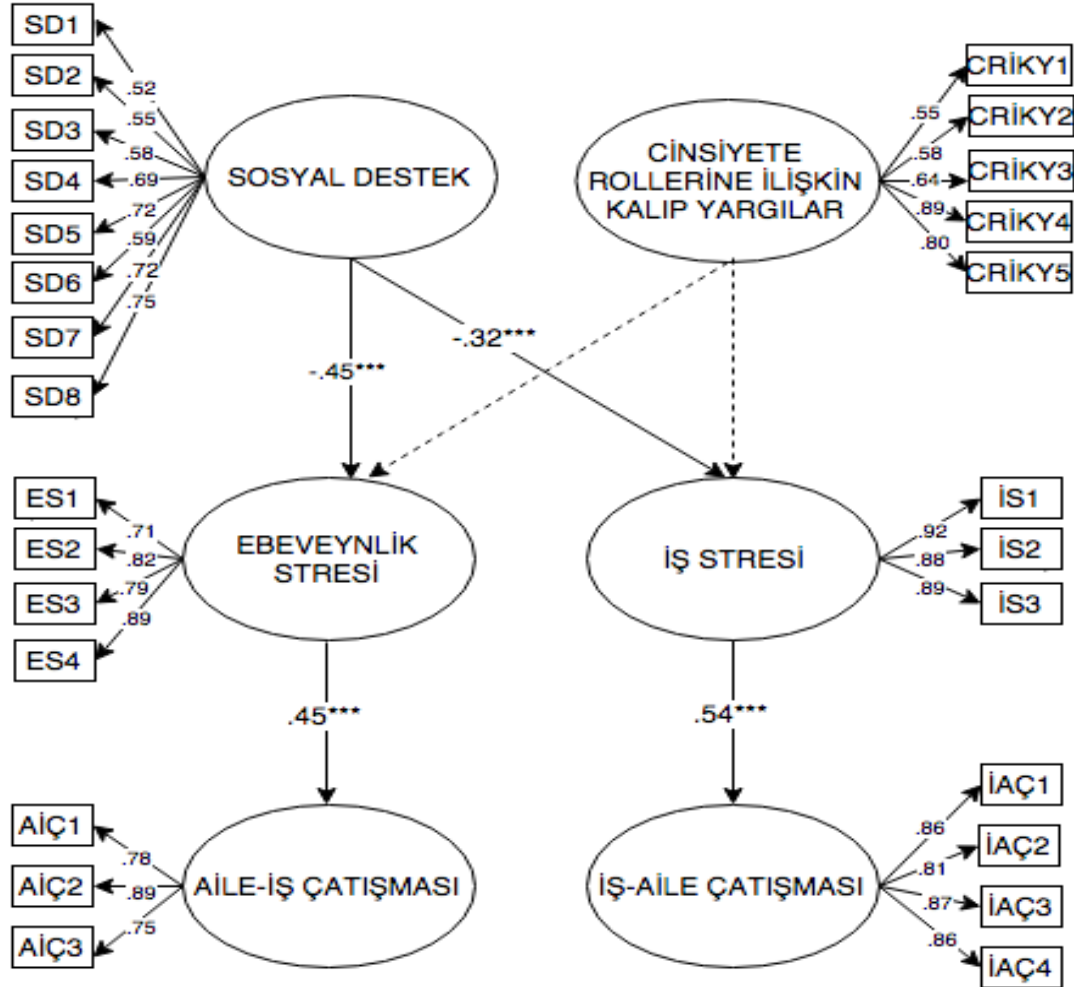 SD1
SD2
SD3
SD4
SD5
SD6
SD7
SD8
.52
.55
.58
.69
.72
.59
.72
.75
SOSYAL DESTEK
CİNSİYETE
ROLLERİNE İLİŞKİN
KALIP YARGILAR
.55
.58
.64
.89
.80
CRİKY1
CRİKY2
CRİKY3
CRİKY4
CRİKY5
-.45***
-.32***
ES1
ES2
ES3
ES4
.71
.82
.79
.89
EBEVEYNLİK
STRESİ
İŞ STRESİ
.92
.88
.89
İS1
İS2
İS3
.45***
.54***
AİÇ1
AİÇ2
AİÇ3
.78
.89
.75
AİLE-İŞ ÇATIŞMASI
İŞ-AİLE ÇATIŞMASI
.86
.81
.87
.86
İAÇ1
İAÇ2
İAÇ3
İAÇ4